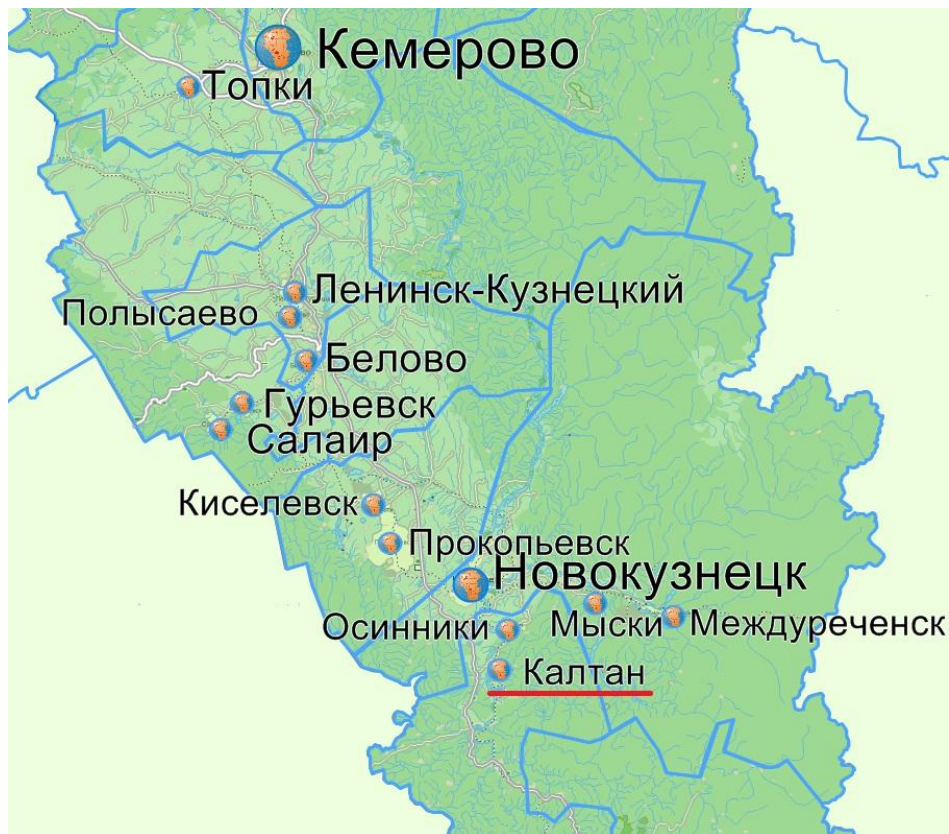 Кемерово
Топки
Ленинск-Кузнецкий
Полысаево
Белово
Гурьевск
Салаир
Киселевск
Прокопьевск
Новокузнецк
Осинники
Мыски
Междуреченск
Калтан